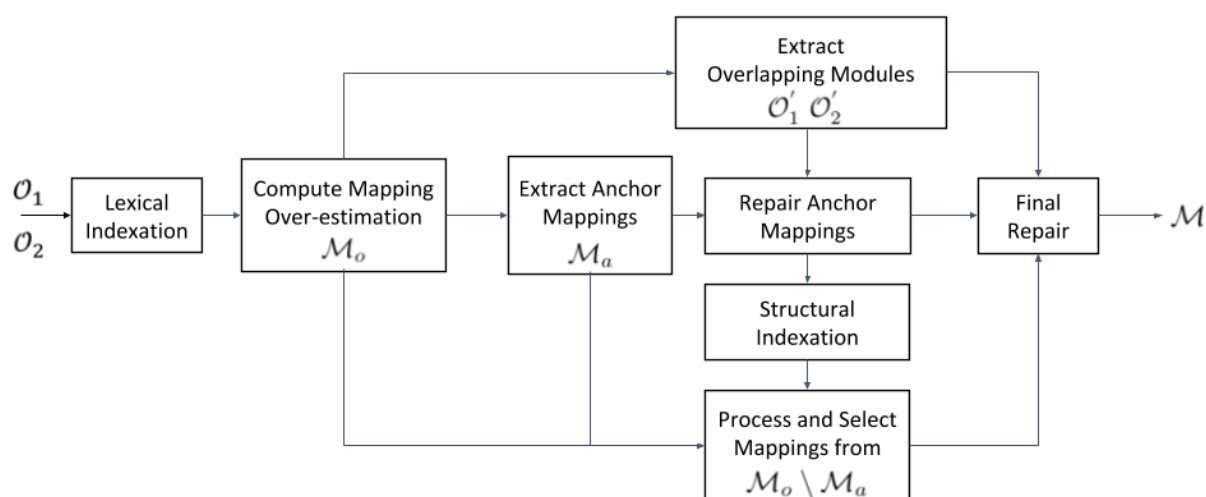 Extract
Overlapping Modules
𝒪′₁ 𝒪′₂
𝒪₁
𝒪₂
Lexical
Indexation
Compute Mapping
Over-estimation
ℳₒ
Extract Anchor
Mappings
ℳₐ
Repair Anchor
Mappings
Final
Repair
ℳ
Structural
Indexation
Process and Select
Mappings from
ℳₒ \ ℳₐ